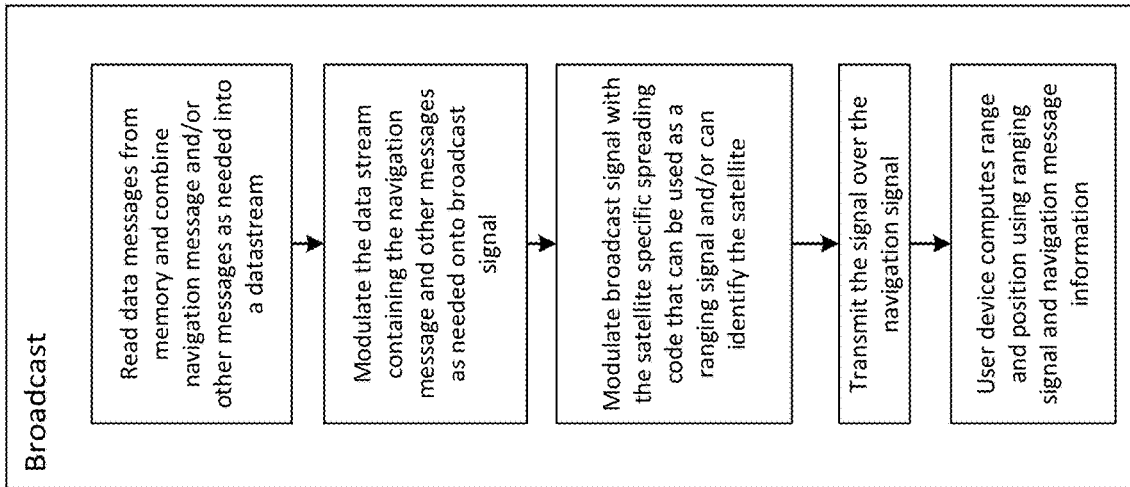 Broadcast
Read data messages from
memory and combine
navigation message and/or
other messages as needed into
a datastream
Modulate the data stream
containing the navigation
message and other messages
as needed onto broadcast
signal
Modulate broadcast signal with
the satellite specific spreading
code that can be used as a
ranging signal and/or can
identify the satellite
Transmit the signal over the
navigation signal
User device computes range
and position using ranging
signal and navigation message
information